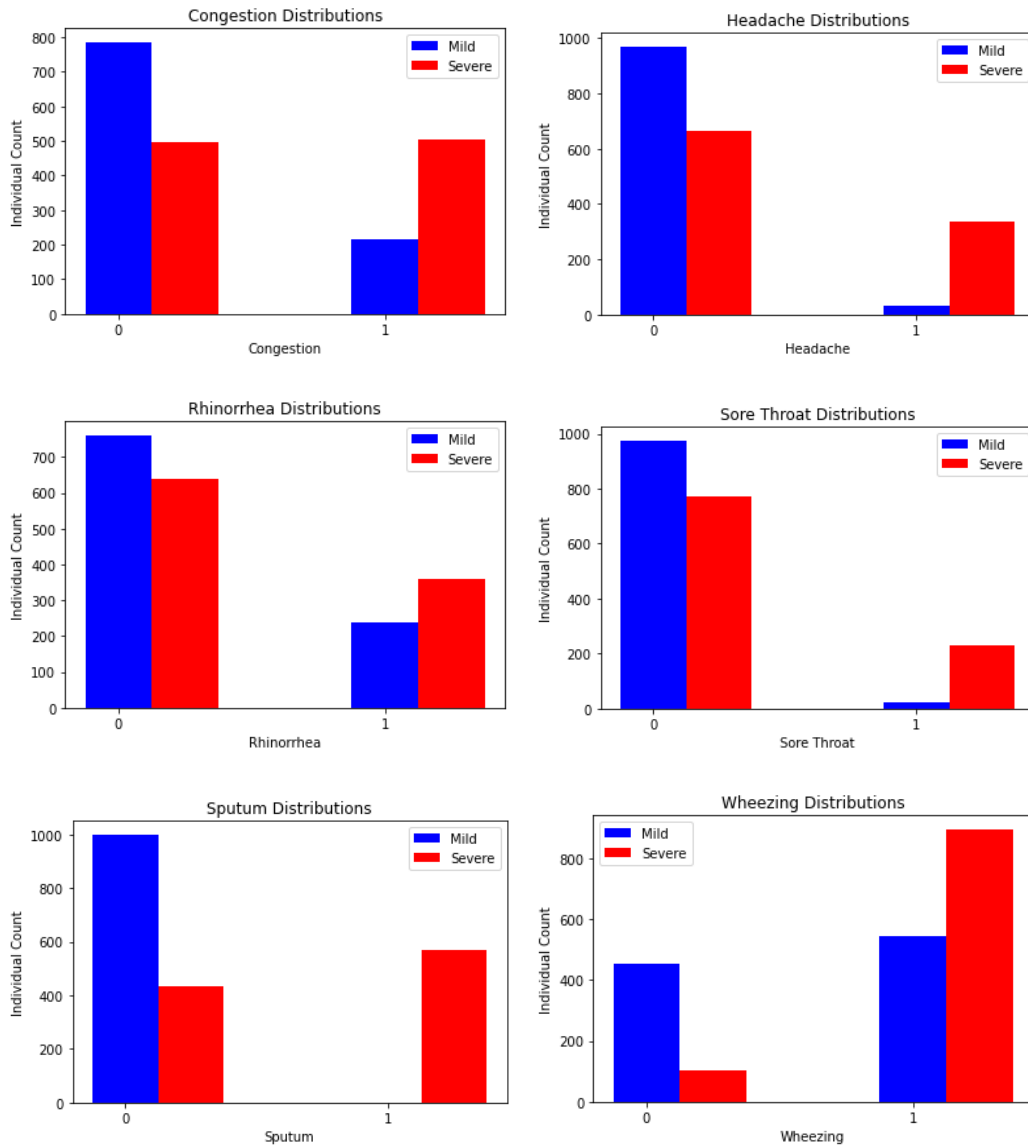 Congestion Distributions
800
700
600
500
400
300
200
100
0
Individual Count
Mild
Severe
0
1
Congestion
Headache Distributions
1000
800
600
400
200
0
Individual Count
Mild
Severe
0
1
Headache
Rhinorrhea Distributions
700
600
500
400
300
200
100
0
Individual Count
Mild
Severe
0
1
Rhinorrhea
Sore Throat Distributions
1000
800
600
400
200
0
Individual Count
Mild
Severe
0
1
Sore Throat
Sputum Distributions
1000
800
600
400
200
0
Individual Count
Mild
Severe
0
1
Sputum
Wheezing Distributions
800
600
400
200
0
Individual Count
Mild
Severe
0
1
Wheezing